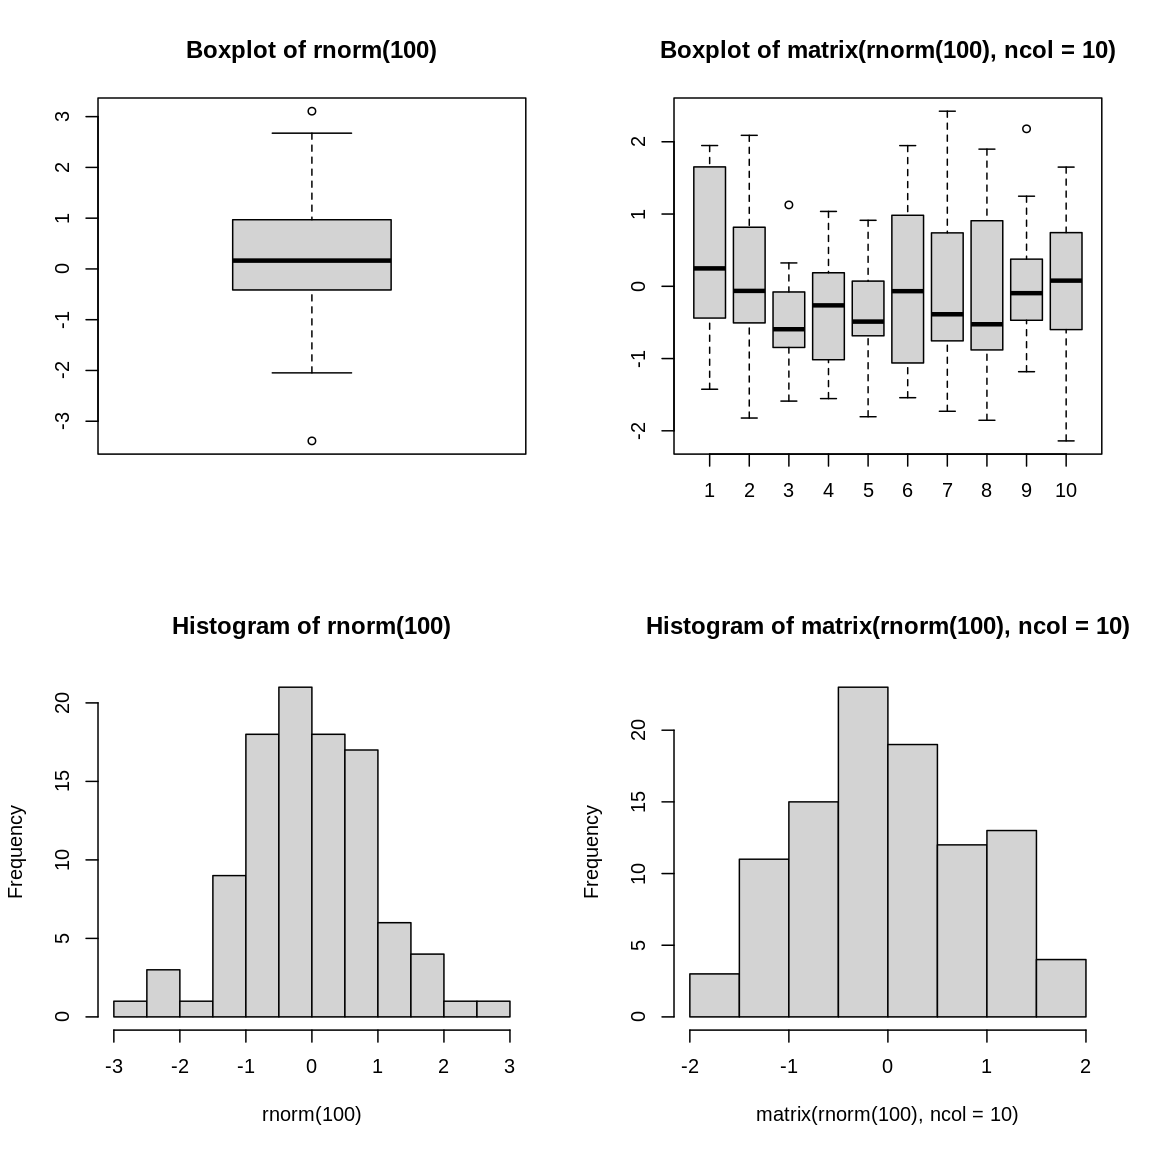 Boxplot of rnorm(100)
3
2
1
0
-1
-2
-3
Boxplot of matrix(rnorm(100), ncol = 10)
2
1
0
-1
-2
1 2 3 4 5 6 7 8 9 10
Histogram of rnorm(100)
Frequency
20
15
10
5
0
-3 -2 -1 0 1 2 3
rnorm(100)
Histogram of matrix(rnorm(100), ncol = 10)
Frequency
20
15
10
5
0
-2 -1 0 1 2
matrix(rnorm(100), ncol = 10)